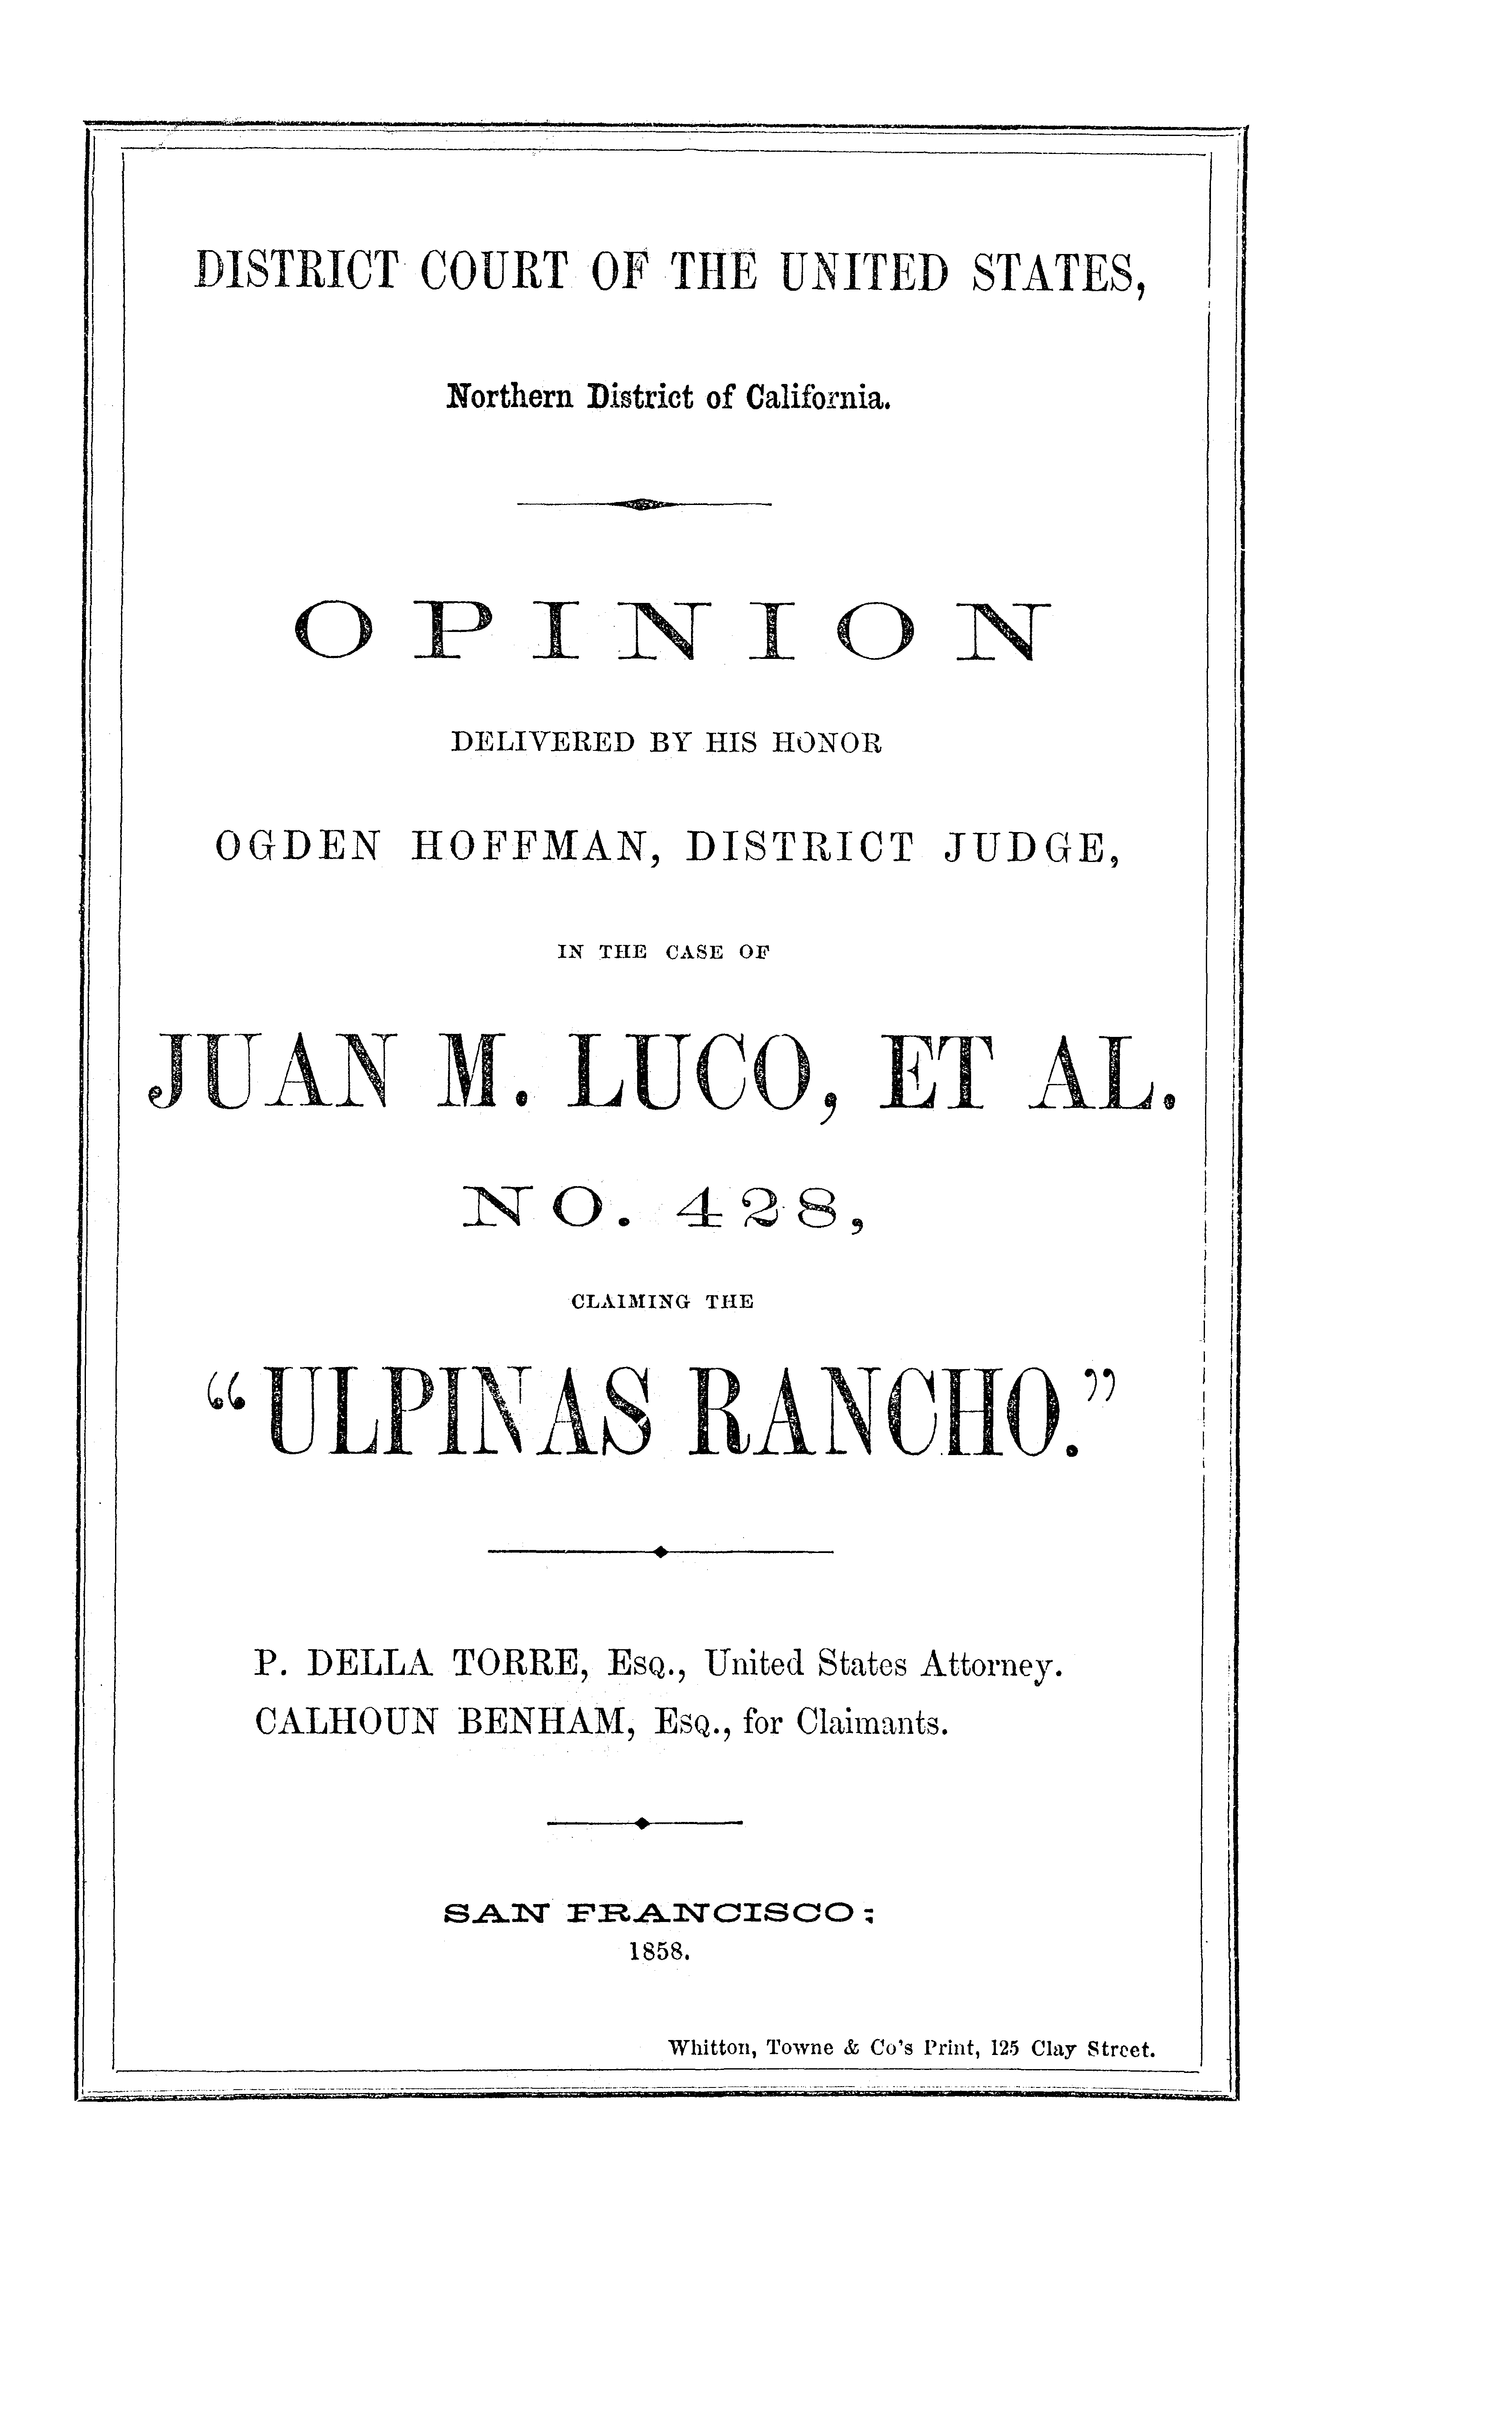 DISTRICT COURT OF THE UNITED STATES,
Northern District of California.
OPINION
DELIVERED BY HIS HONOR
OGDEN HOFFMAN, DISTRICT JUDGE,
IN THE CASE OF
JUAN M. LUCO, ET AL.
NO. 428,
CLAIMING THE
“ULPINAS RANCHO.”
P. DELLA TORRE, ESQ., United States Attorney.
CALHOUN BENHAM, ESQ., for Claimants.
SAN FRANCISCO;
1858.
Whitton, Towne & Co's Print, 125 Clay Street.